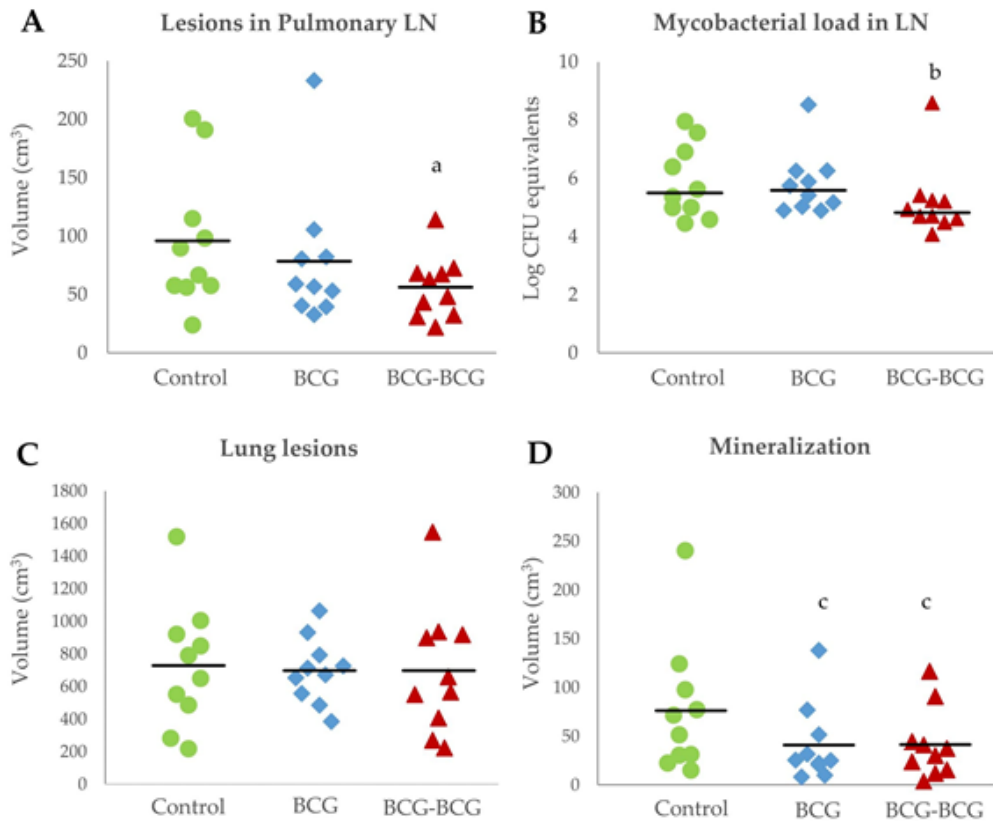 A
Lesions in Pulmonary LN
Volume (cm³)
250
200
150
100
50
0
a
Control
BCG
BCG-BCG
B
Mycobacterial load in LN
Log CFU equivalents
10
8
6
4
2
0
b
Control
BCG
BCG-BCG
C
Lung lesions
Volume (cm³)
1800
1600
1400
1200
1000
800
600
400
200
0
Control
BCG
BCG-BCG
D
Mineralization
Volume (cm³)
300
250
200
150
100
50
0
c
c
Control
BCG
BCG-BCG